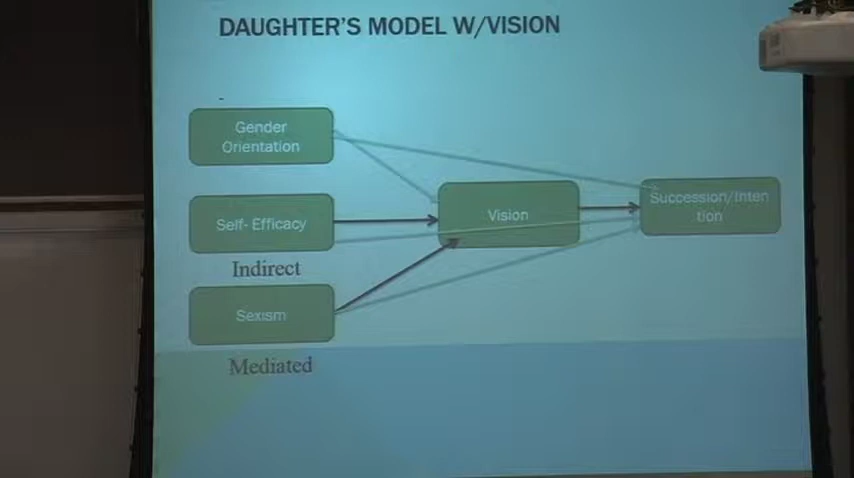 DAUGHTER'S MODEL W/VISION
-
Gender
Orientation
Self- Efficacy
Indirect
Sexism
Mediated
Vision
Succession/Inten
tion